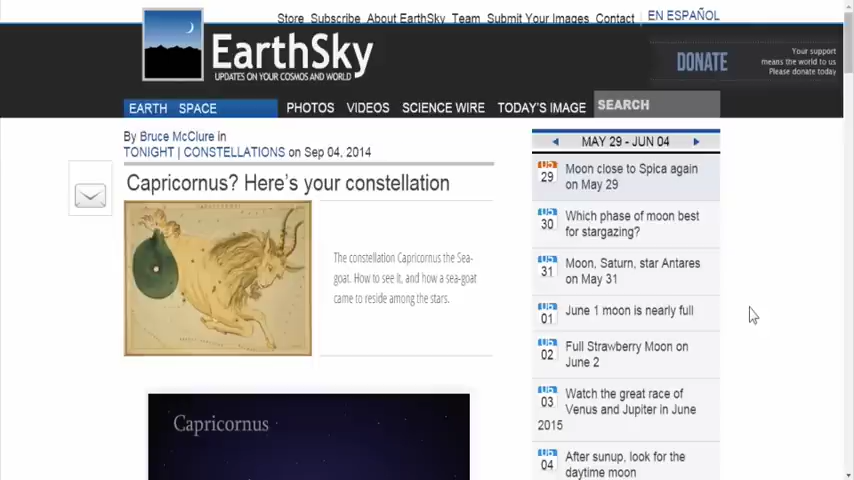 Store Subscribe About EarthSky Team Submit Your Images Contact EN ESPAÑOL
EarthSky
UPDATES ON YOUR COSMOS AND WORLD
DONATE
Your support
means the world to us
Please donate today
EARTH SPACE PHOTOS VIDEOS SCIENCE WIRE TODAY'S IMAGE SEARCH
By Bruce McClure in
TONIGHT | CONSTELLATIONS on Sep 04, 2014
Capricornus? Here's your constellation
The constellation Capricornus the Sea-
goat. How to see it, and how a sea-goat
came to reside among the stars.
Capricornus
MAY 29 - JUN 04
29 Moon close to Spica again
on May 29
30 Which phase of moon best
for stargazing?
31 Moon, Saturn, star Antares
on May 31
01 June 1 moon is nearly full
02 Full Strawberry Moon on
June 2
03 Watch the great race of
Venus and Jupiter in June
2015
04 After sunup, look for the
daytime moon